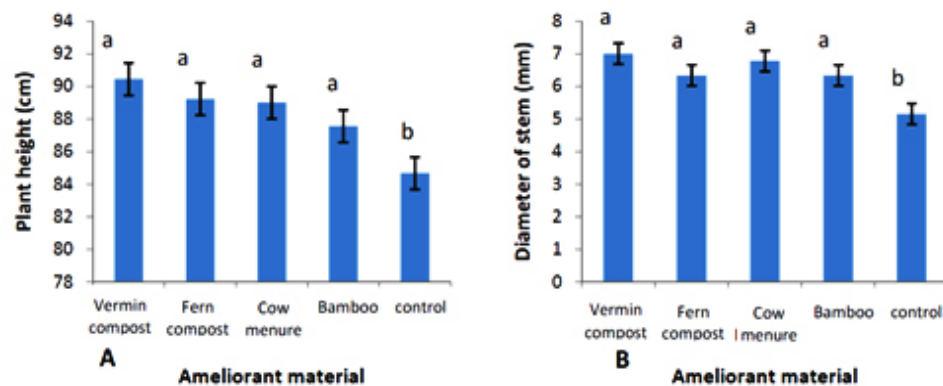 Plant height (cm)
94
92
90
88
86
84
82
80
78
a
a
a
a
b
Vermin compost
Fern compost
Cow menure
Bamboo
control
A
Ameliorant material
Diameter of stem (mm)
8
7
6
5
4
3
2
1
0
a
a
a
a
b
Vermin compost
Fern compost
Cow menure
Bamboo
control
B
Ameliorant material